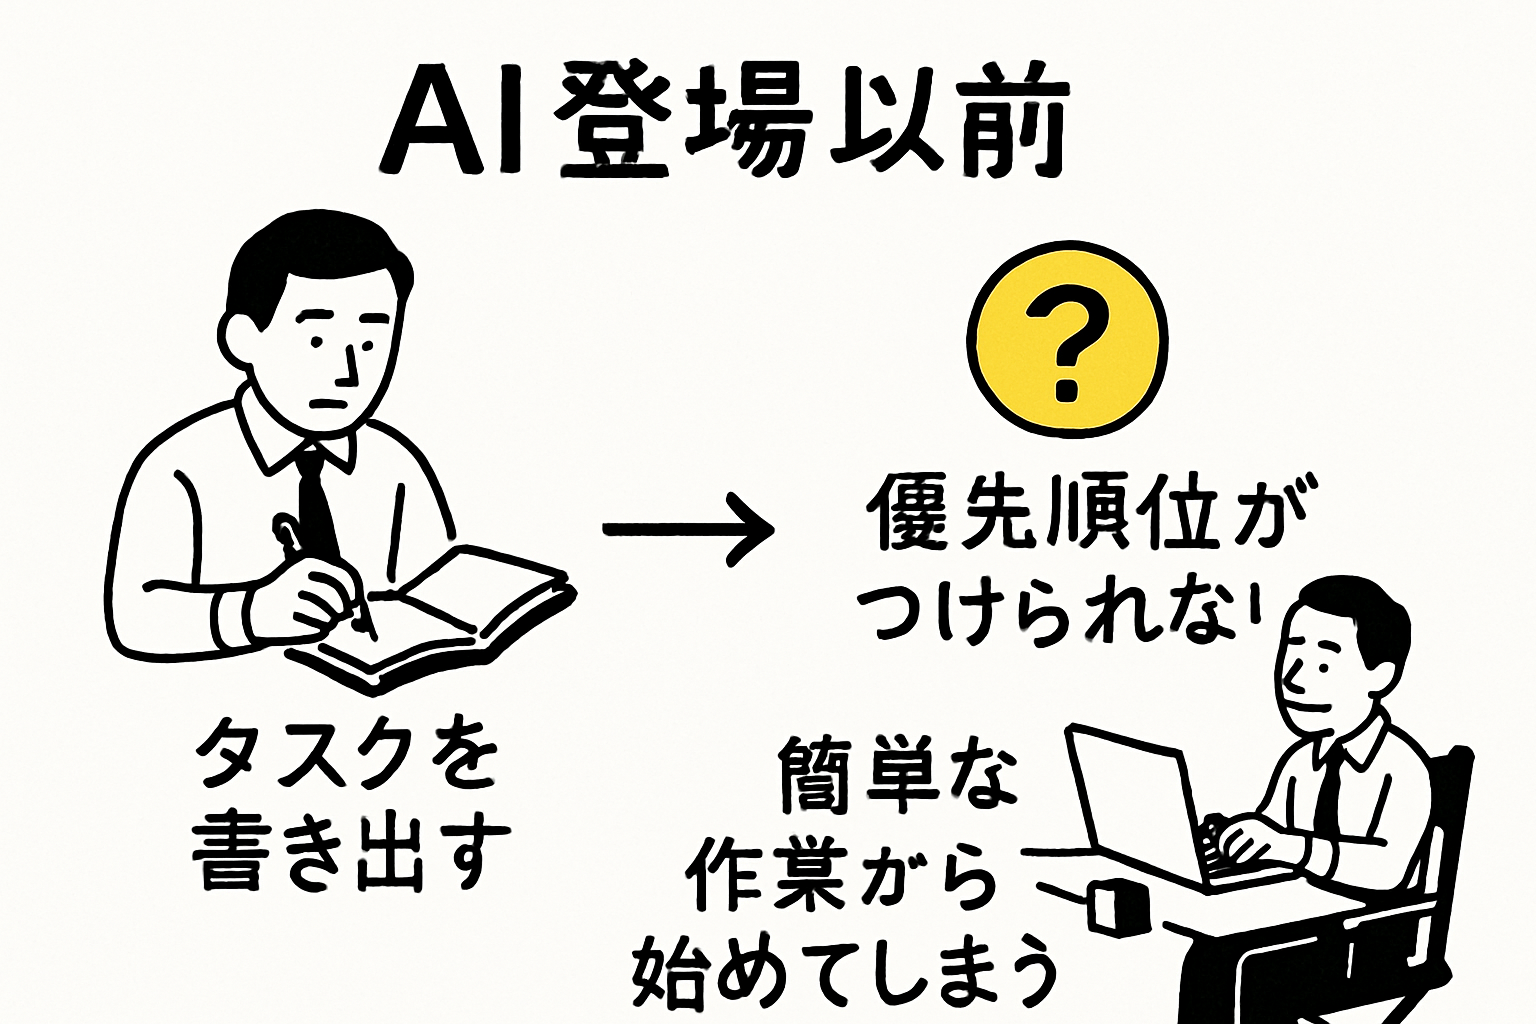 AI登場以前
?
優先順位が
つけられない
タスクを
書き出す
簡単な
作業がら
始めてしまう